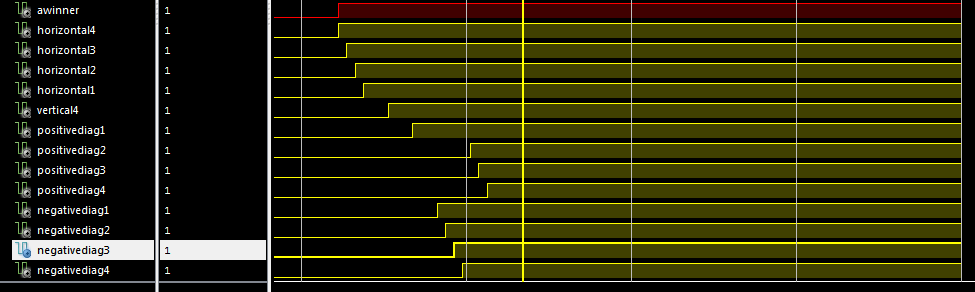 awinner 1
horizontal4 1
horizontal3 1
horizontal2 1
horizontal1 1
vertical4 1
positivediag1 1
positivediag2 1
positivediag3 1
positivediag4 1
negativediag1 1
negativediag2 1
negativediag3 1
negativediag4 1